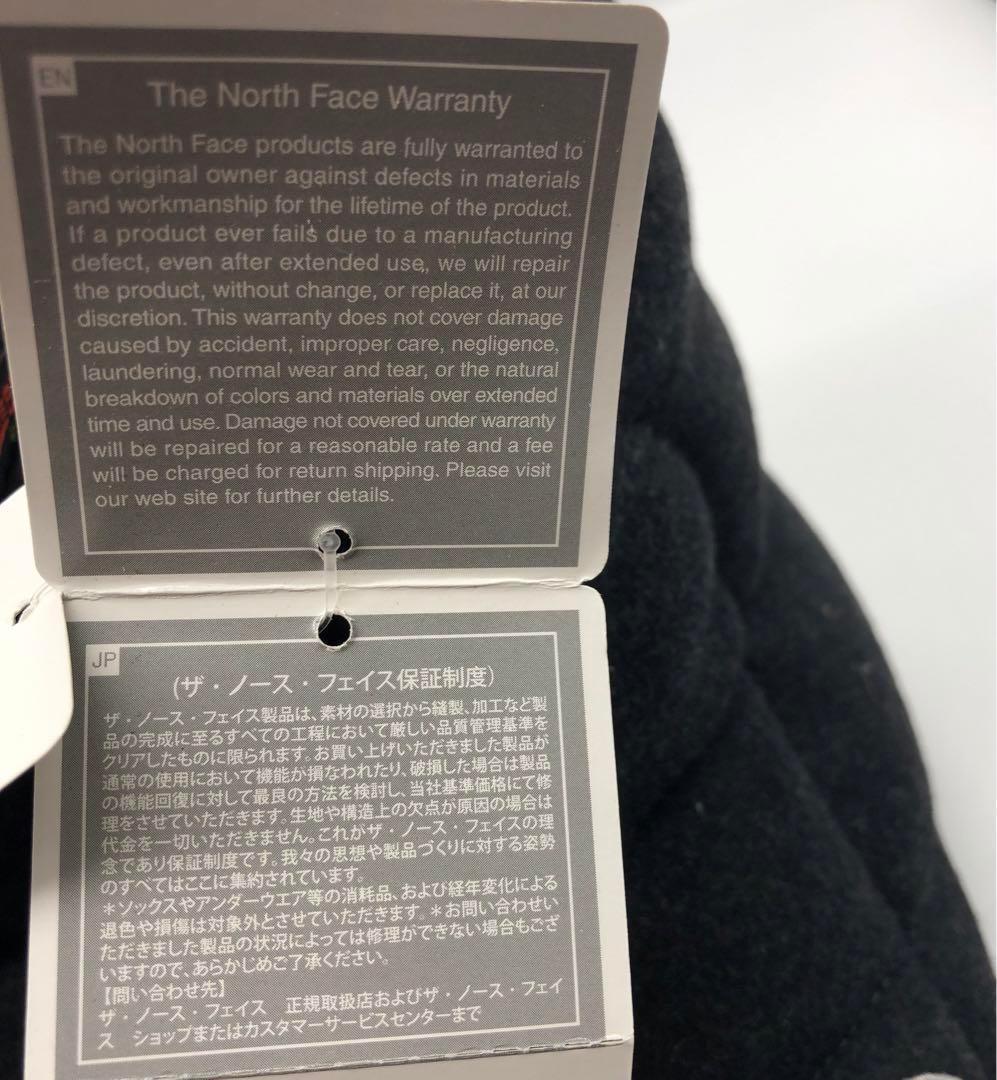 EN
The North Face Warranty
The North Face products are fully warranted to
the original owner against defects in materials
and workmanship for the lifetime of the product.
If a product ever fails due to a manufacturing
defect, even after extended use, we will repair
the product, without change, or replace it, at our
discretion. This warranty does not cover damage
caused by accident, improper care, negligence,
laundering, normal wear and tear, or the natural
breakdown of colors and materials over extended
time and use. Damage not covered under warranty
will be repaired for a reasonable rate and a fee
will be charged for return shipping. Please visit
our web site for further details.
JP
(ザ・ノース・フェイス保証制度)
ザ・ノース・フェイス製品は、素材の選択から縫製、加工など製
品の完成に至るすべての工程において厳しい品質管理基準を
クリアしたものに限られます。お買い上げいただきました製品が
通常の使用において機能が損なわれたり、破損した場合は製品
の機能回復に対して最良の方法を検討し、当社基準価格にて修
理をさせていただきます。生地や構造上の欠点が原因の場合は
代金を一切いただきません。これがザ・ノース・フェイスの理
念であり保証制度です。我々の思想や製品づくりに対する姿勢
のすべてはここに集約されています。
＊ソックスやアンダーウエア等の消耗品、および経年変化による
退色や損傷は対象外とさせていただきます。＊お問い合わせい
ただきました製品の状況によっては修理ができない場合もござ
いますので、あらかじめご了承ください。
【問い合わせ先】
ザ・ノース・フェイス　正規取扱店およびザ・ノース・フェイ
ス　ショップまたはカスタマーサービスセンターまで